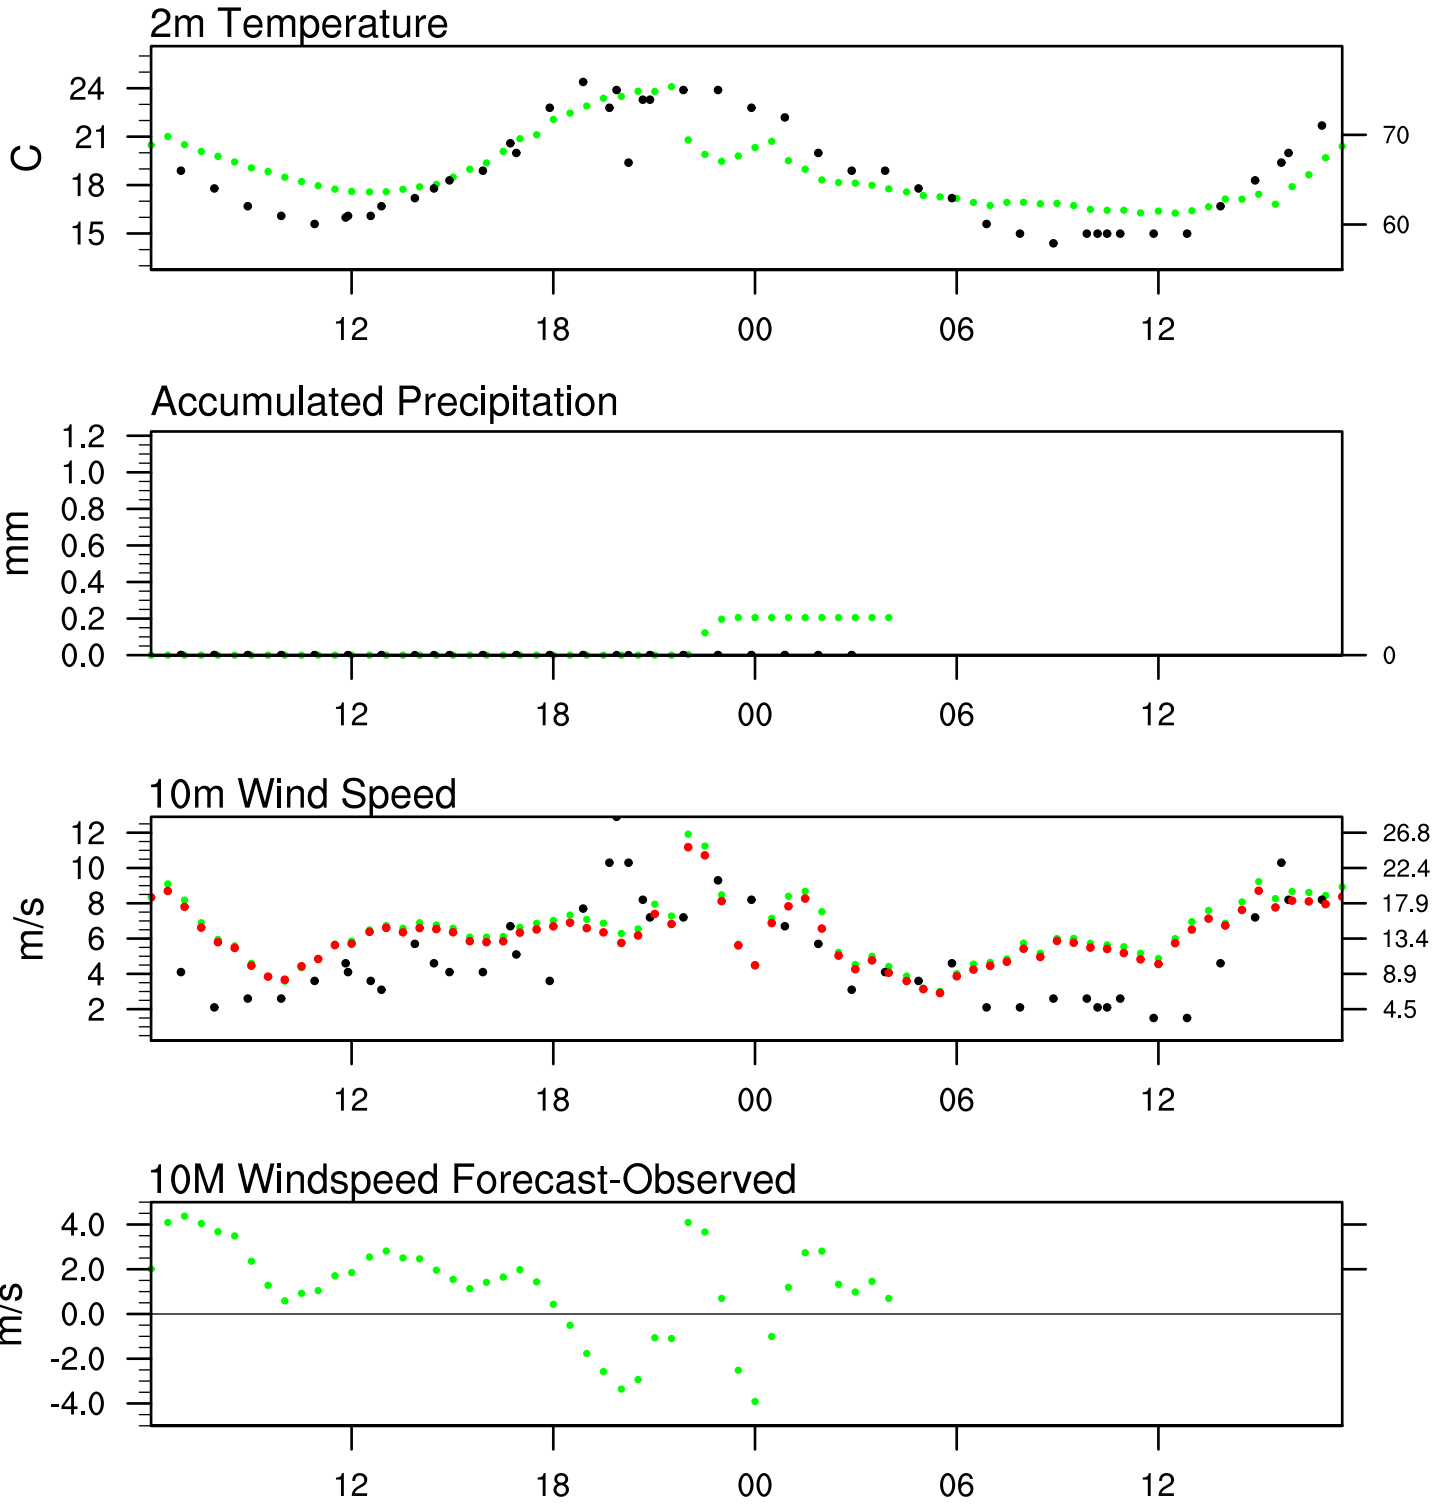 2m Temperature
24
21
18
15
C
70
60
12 18 00 06 12
Accumulated Precipitation
1.2
1.0
0.8
0.6
0.4
0.2
0.0
mm
0
12 18 00 06 12
10m Wind Speed
12 26.8
10 22.4
8 17.9
6 13.4
4 8.9
2 4.5
m/s
12 18 00 06 12
10M Windspeed Forecast-Observed
4.0
2.0
0.0
-2.0
-4.0
m/s
12 18 00 06 12